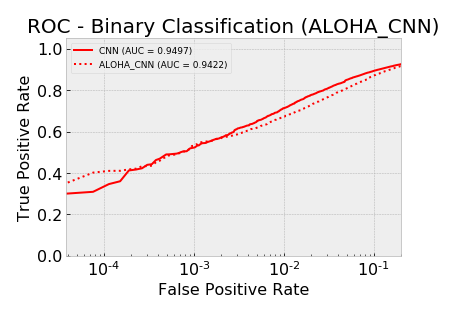 ROC - Binary Classification (ALOHA_CNN)
CNN (AUC = 0.9497)
ALOHA_CNN (AUC = 0.9422)
True Positive Rate
1.0
0.8
0.6
0.4
0.2
0.0
10⁻⁴ 10⁻³ 10⁻² 10⁻¹
False Positive Rate